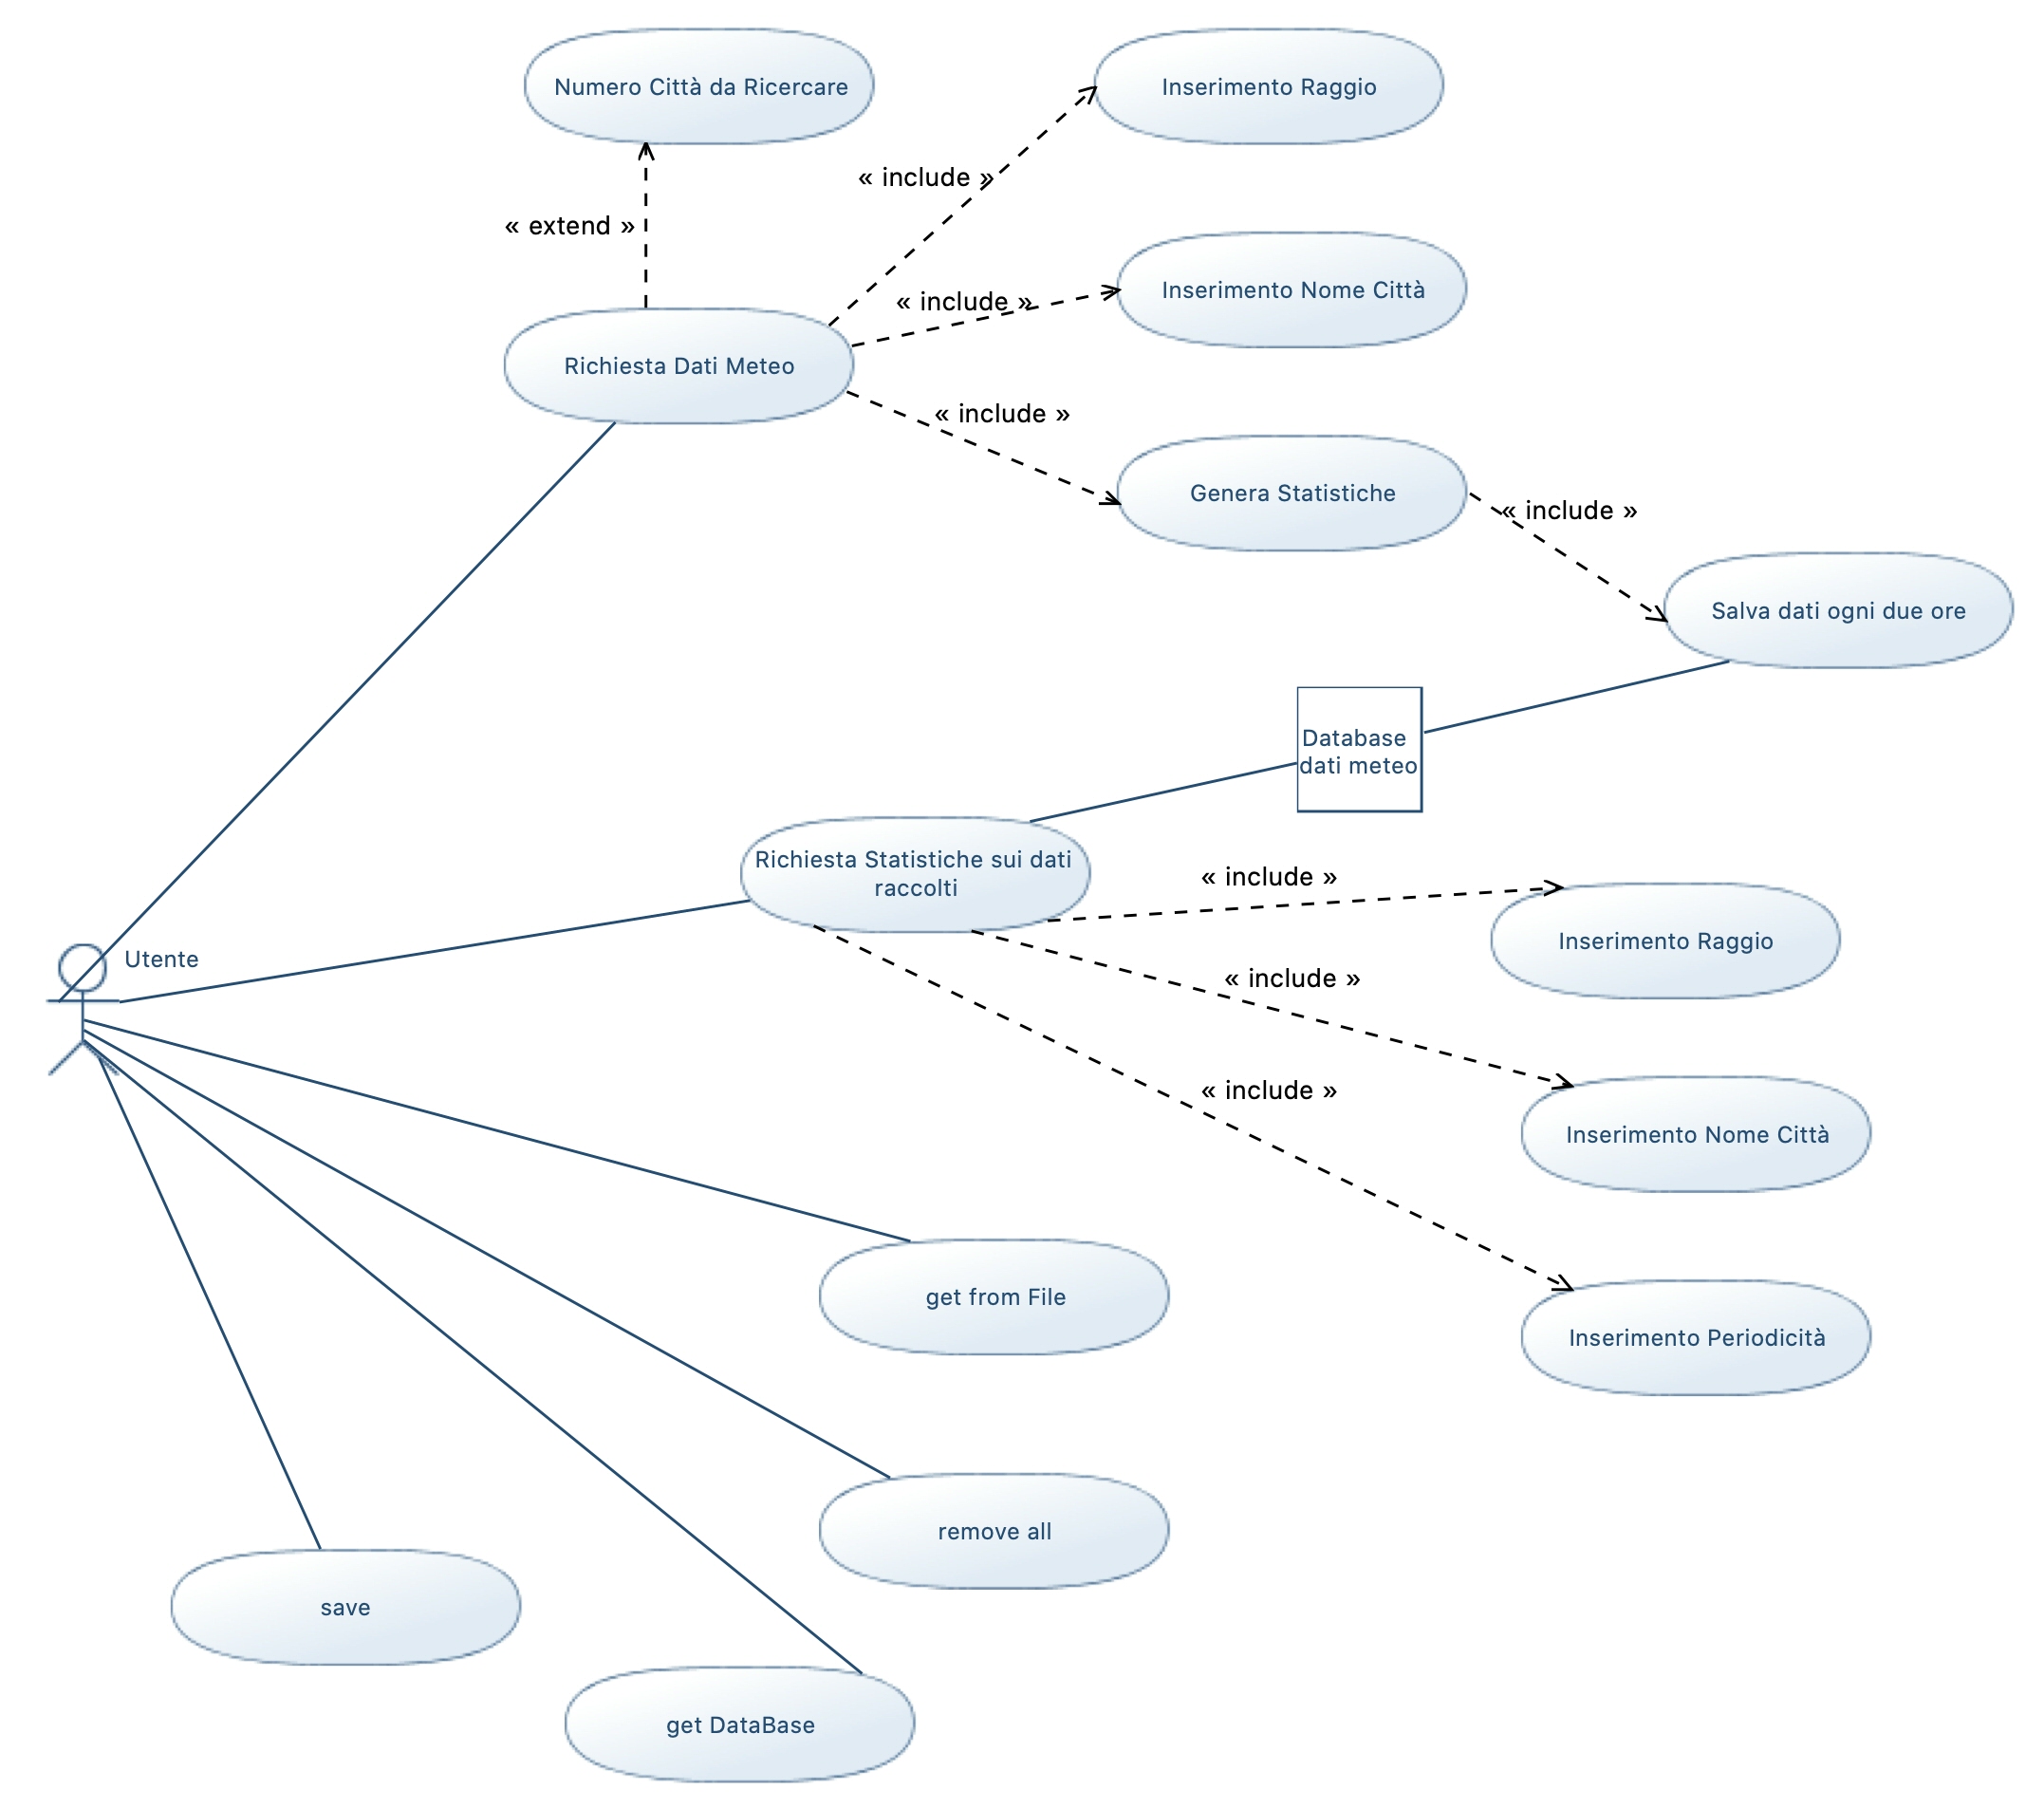 Numero Città da Ricercare
Inserimento Raggio
« include »
« extend »
Inserimento Nome Città
« include »
Richiesta Dati Meteo
« include »
Genera Statistiche
« include »
Salva dati ogni due ore
Database
dati meteo
Richiesta Statistiche sui dati
raccolti
« include »
Inserimento Raggio
Utente
« include »
« include »
Inserimento Nome Città
get from File
Inserimento Periodicità
remove all
save
get DataBase